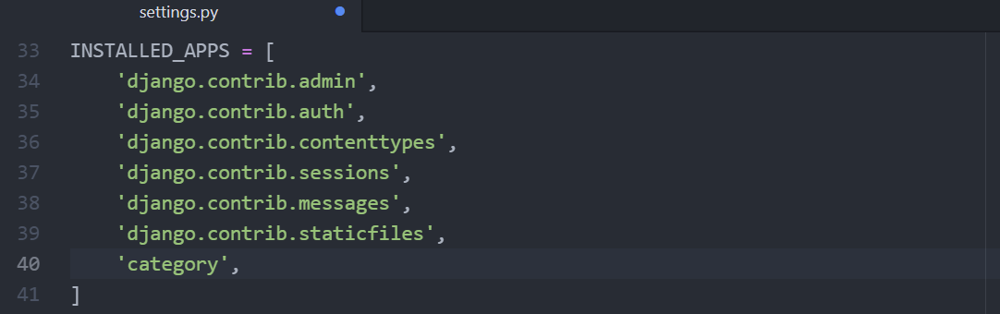 settings.py
33 INSTALLED_APPS = [
34     'django.contrib.admin',
35     'django.contrib.auth',
36     'django.contrib.contenttypes',
37     'django.contrib.sessions',
38     'django.contrib.messages',
39     'django.contrib.staticfiles',
40     'category',
41 ]